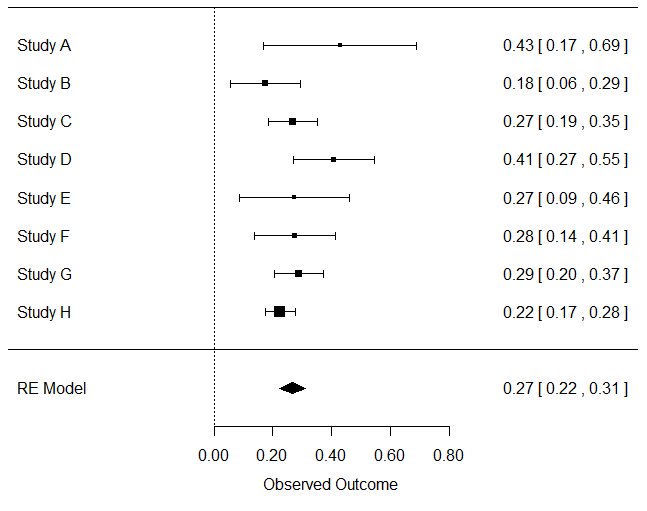 Study A 0.43 [ 0.17 , 0.69 ]
Study B 0.18 [ 0.06 , 0.29 ]
Study C 0.27 [ 0.19 , 0.35 ]
Study D 0.41 [ 0.27 , 0.55 ]
Study E 0.27 [ 0.09 , 0.46 ]
Study F 0.28 [ 0.14 , 0.41 ]
Study G 0.29 [ 0.20 , 0.37 ]
Study H 0.22 [ 0.17 , 0.28 ]
RE Model 0.27 [ 0.22 , 0.31 ]
0.00 0.20 0.40 0.60 0.80
Observed Outcome